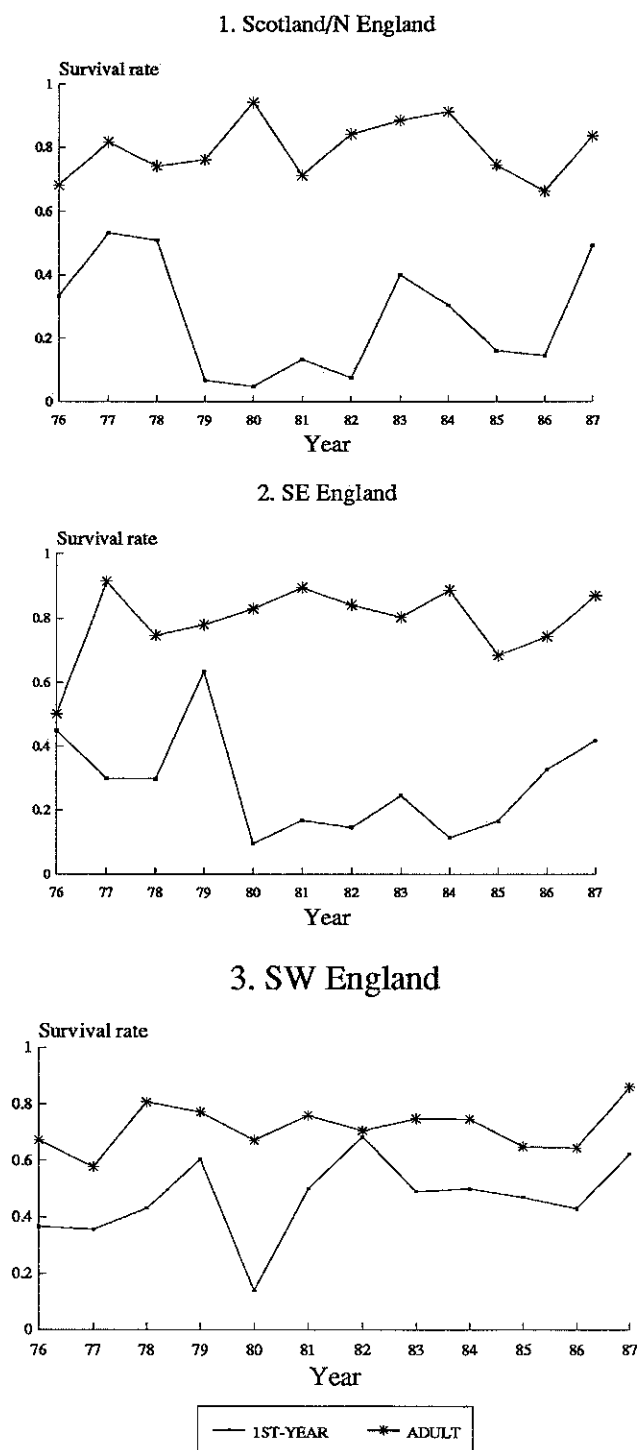 1. Scotland/N England
Survival rate
1
0.8
0.6
0.4
0.2
0
76 77 78 79 80 81 82 83 84 85 86 87
Year
2. SE England
Survival rate
1
0.8
0.6
0.4
0.2
0
76 77 78 79 80 81 82 83 84 85 86 87
Year
3. SW England
Survival rate
1
0.8
0.6
0.4
0.2
0
76 77 78 79 80 81 82 83 84 85 86 87
Year
1ST-YEAR ADULT